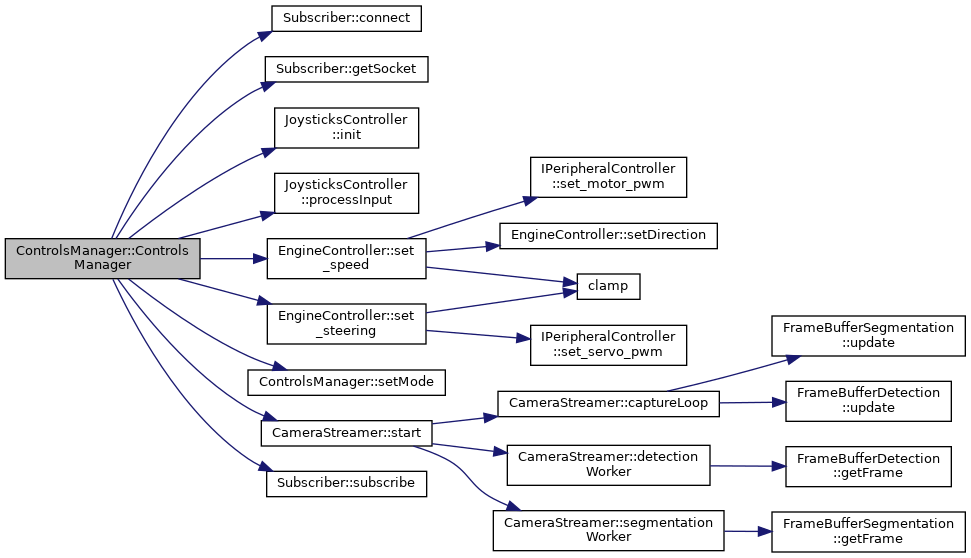 ControlsManager::Controls
Manager
Subscriber::connect
Subscriber::getSocket
JoysticksController
::init
JoysticksController
::processInput
EngineController::set
_speed
EngineController::set
_steering
ControlsManager::setMode
CameraStreamer::start
Subscriber::subscribe
IPeripheralController
::set_motor_pwm
EngineController::setDirection
clamp
IPeripheralController
::set_servo_pwm
CameraStreamer::captureLoop
CameraStreamer::detection
Worker
CameraStreamer::segmentation
Worker
FrameBufferSegmentation
::update
FrameBufferDetection
::update
FrameBufferDetection
::getFrame
FrameBufferSegmentation
::getFrame